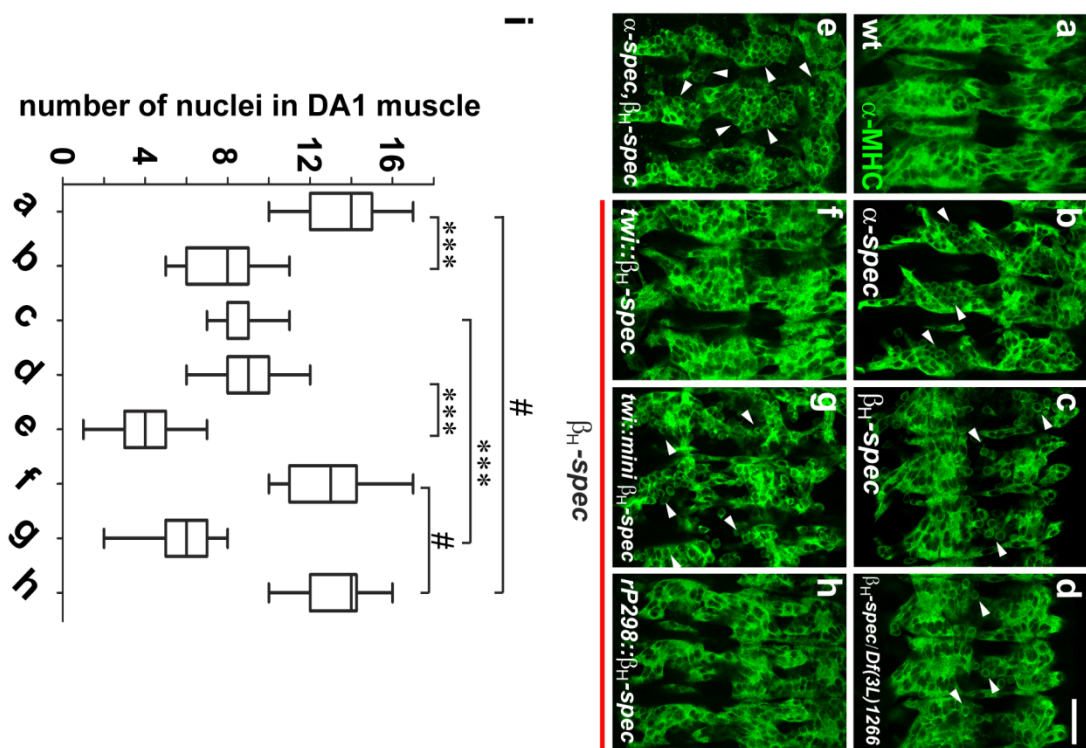 a
wt
α-MHC
b
α-spec
c
βH-spec
d
βH-spec/Df(3L)1266
e
α-spec, βH-spec
f
twi::βH-spec
g
twi::mini βH-spec
h
rP298::βH-spec
βH-spec
i
number of nuclei in DA1 muscle
0 4 8 12 16
a b c d e f g h
***
***
***
#
#